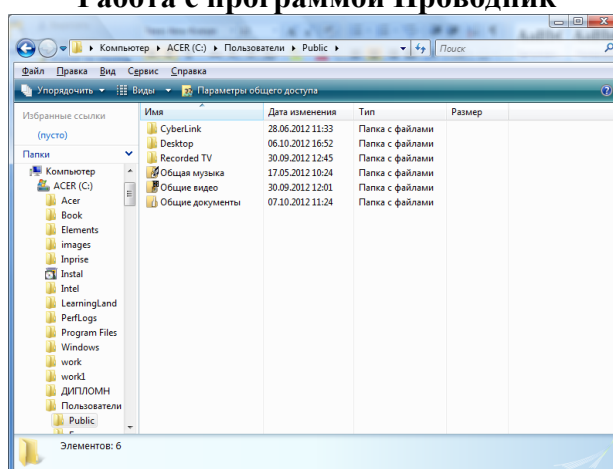 Работа с программой Проводник
Компьютер ▸ ACER (C:) ▸ Пользователи ▸ Public ▸
Поиск
Файл Правка Вид Сервис Справка
Упорядочить Виды Параметры общего доступа
Избранные ссылки
(пусто)
Папки
Компьютер
ACER (C:)
Acer
Book
Elements
images
Inprise
Instal
Intel
LearningLand
PerfLogs
Program Files
Windows
work
work1
ДИПЛОМН
Пользователи
Public
Имя Дата изменения Тип Размер
CyberLink 28.06.2012 11:33 Папка с файлами
Desktop 06.10.2012 16:52 Папка с файлами
Recorded TV 30.09.2012 12:45 Папка с файлами
Общая музыка 17.05.2012 10:24 Папка с файлами
Общие видео 30.09.2012 12:01 Папка с файлами
Общие документы 07.10.2012 11:24 Папка с файлами
Элементов: 6